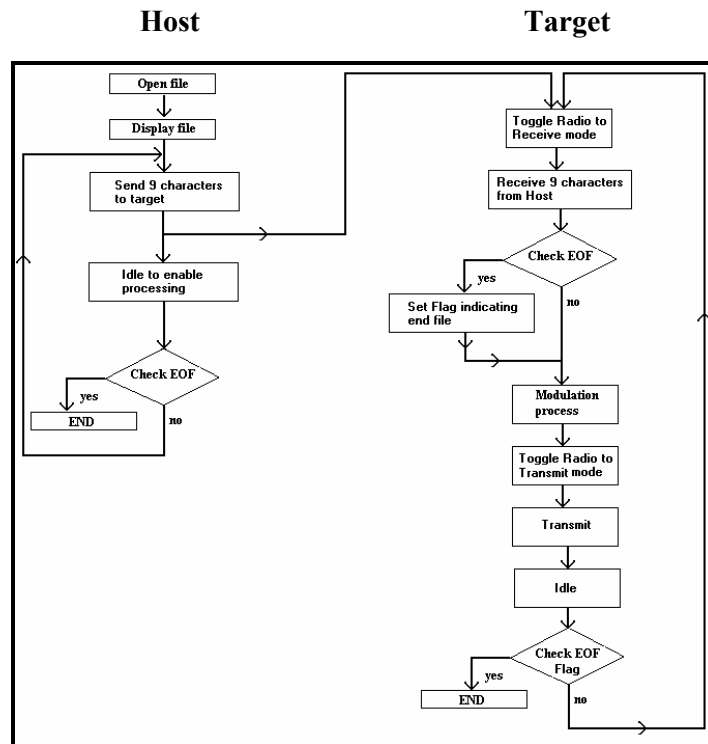 Host
Open file
Display file
Send 9 characters
to target
Idle to enable
processing
Check EOF
yes
END
no
Target
Toggle Radio to
Receive mode
Receive 9 characters
from Host
Check EOF
yes
no
Set Flag indicating
end file
Modulation
process
Toggle Radio to
Transmit mode
Transmit
Idle
Check EOF
Flag
yes
END
no